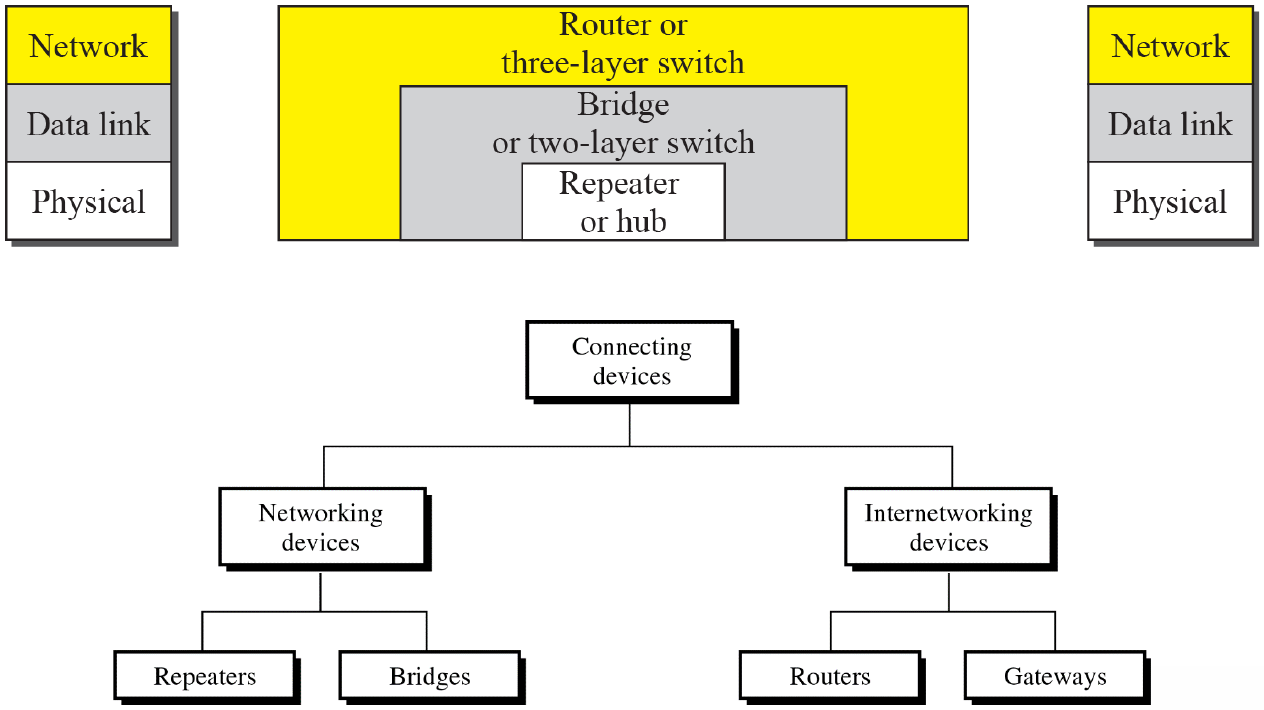 Network
Data link
Physical
Router or
three-layer switch
Bridge
or two-layer switch
Repeater
or hub
Network
Data link
Physical
Connecting
devices
Networking
devices
Internetworking
devices
Repeaters
Bridges
Routers
Gateways